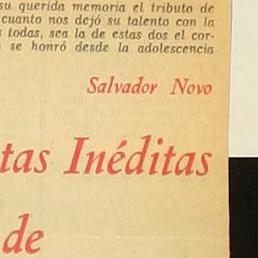 su querida memoria el tributo de
cuanto nos dejó su talento con la
todas, sea la de estas dos el cor-
se honró desde la adolescencia
Salvador Novo
tas Inéditas
de